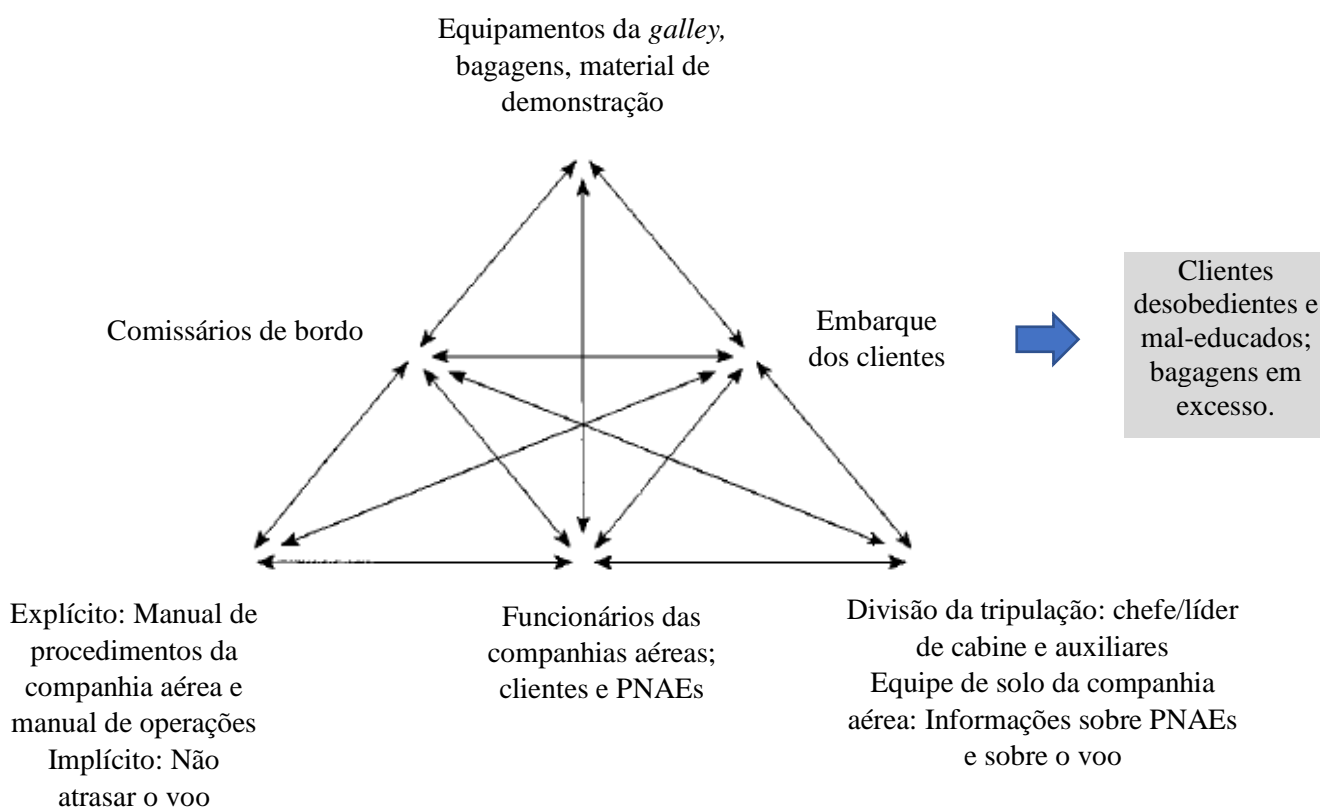 Equipamentos da galley,
bagagens, material de
demonstração
Comissários de bordo
Embarque
dos clientes
Clientes
desobedientes e
mal-educados;
bagagens em
excesso.
Explícito: Manual de
procedimentos da
companhia aérea e
manual de operações
Implícito: Não
atrasar o voo
Funcionários das
companhias aéreas;
clientes e PNAEs
Divisão da tripulação: chefe/líder
de cabine e auxiliares
Equipe de solo da companhia
aérea: Informações sobre PNAEs
e sobre o voo